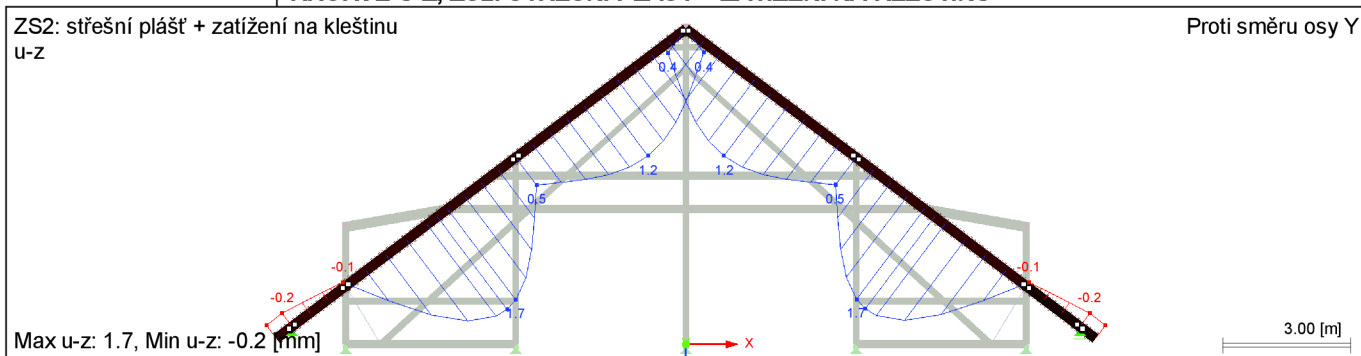 ZS2: střešní plášť + zatížení na kleštinu
u-z
Proti směru osy Y
0.4 0.4
1.2 1.2
0.5 0.5
-0.1 -0.1
-0.2 -0.2
1.7 1.7
X
Max u-z: 1.7, Min u-z: -0.2 [mm]
3.00 [m]